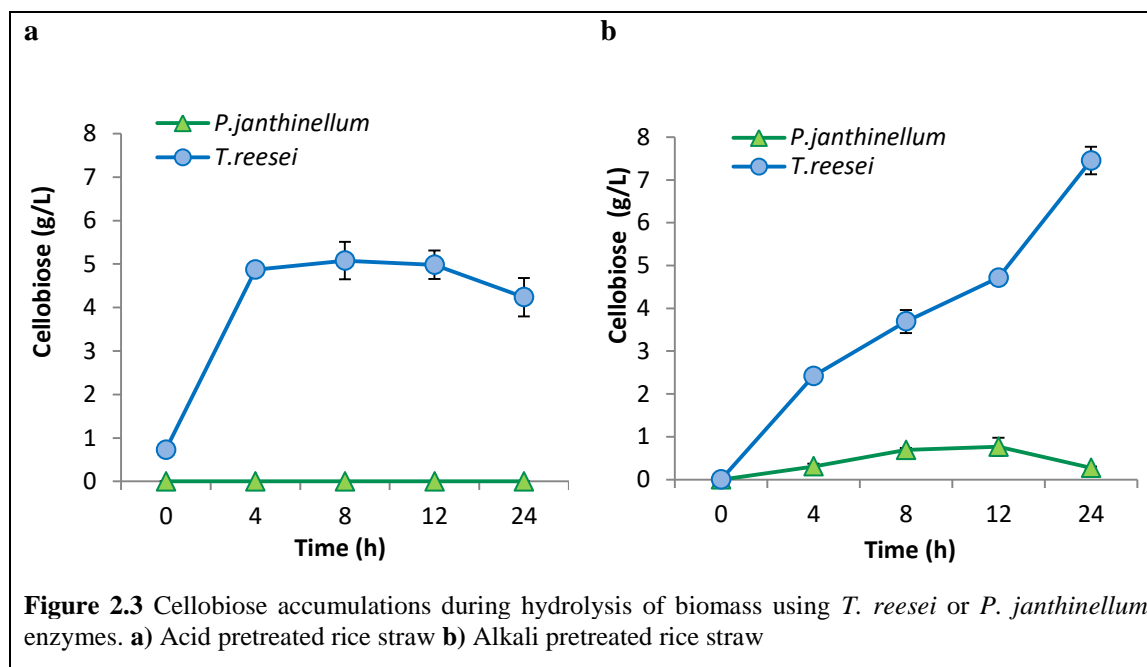 a
P.janthinellum
T.reesei
Cellobiose (g/L)
8
7
6
5
4
3
2
1
0
0 4 8 12 24
Time (h)
b
P.janthinellum
T.reesei
Cellobiose (g/L)
8
7
6
5
4
3
2
1
0
0 4 8 12 24
Time (h)
Figure 2.3 Cellobiose accumulations during hydrolysis of biomass using T. reesei or P. janthinellum
enzymes. a) Acid pretreated rice straw b) Alkali pretreated rice straw